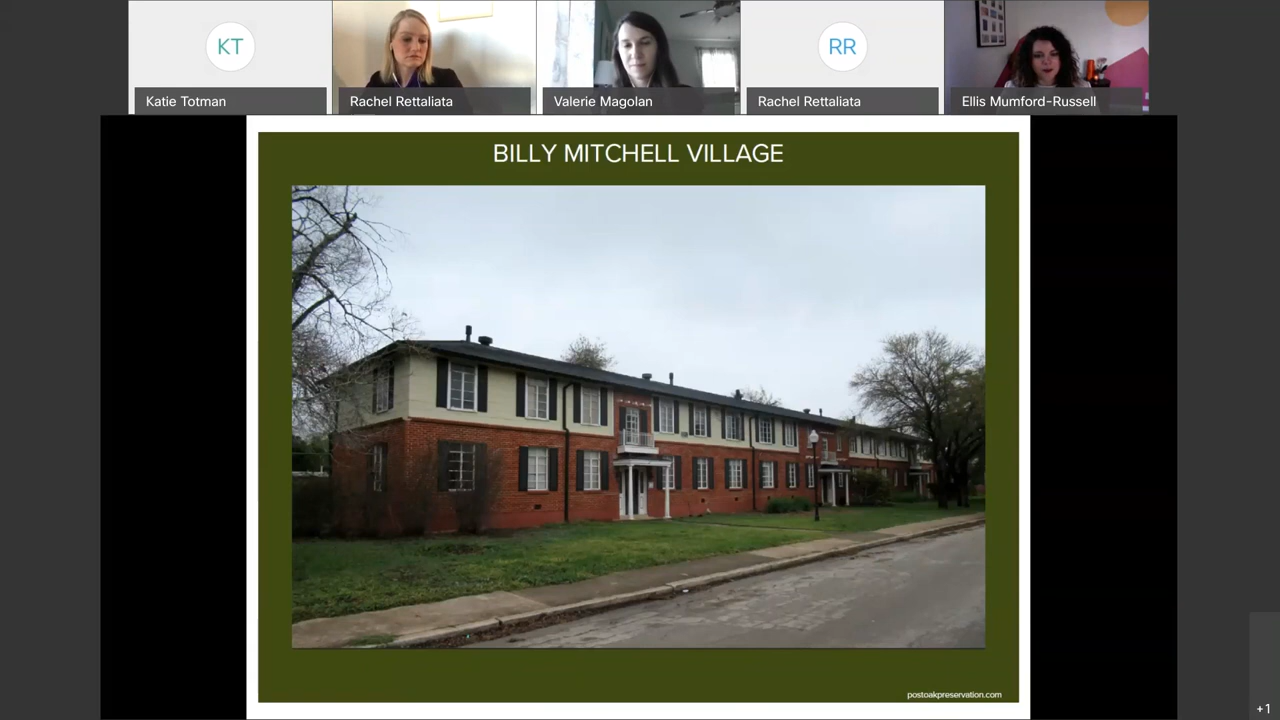 KT
RR
Katie Totman
Rachel Rettaliata
Valerie Magolan
Rachel Rettaliata
Ellis Mumford-Russell
BILLY MITCHELL VILLAGE
postoakpreservation.com
+1